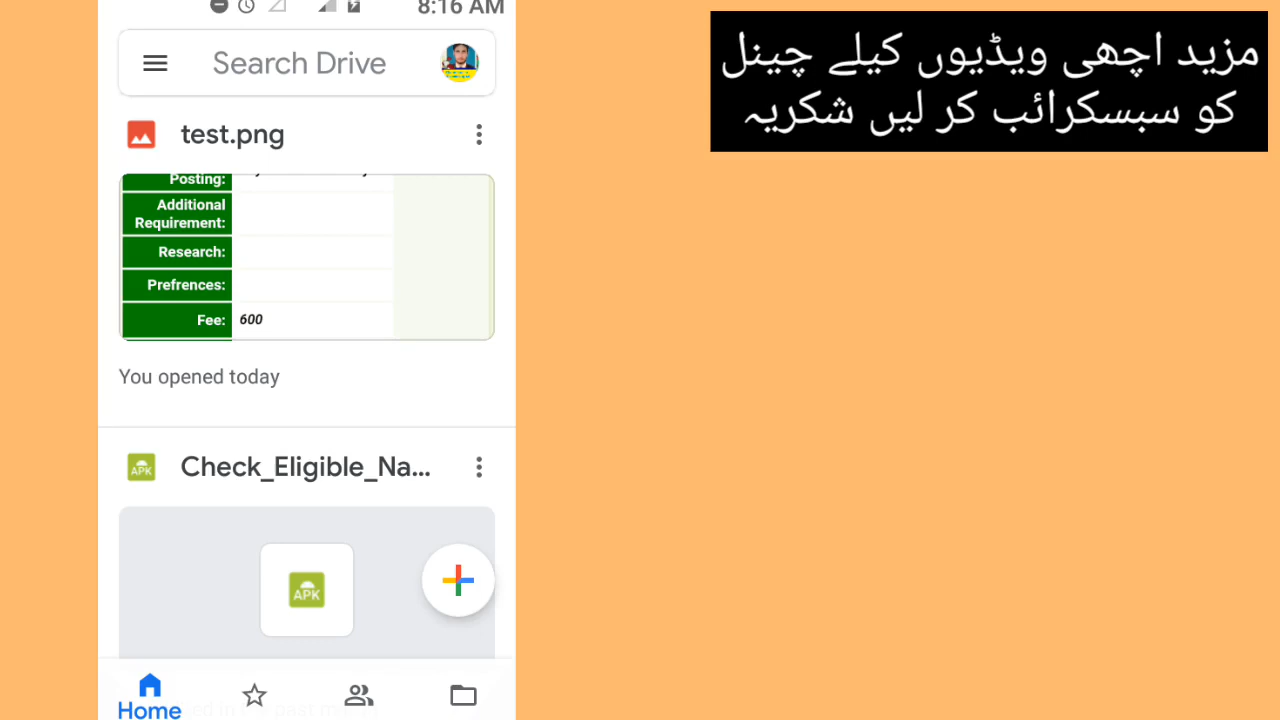 8:16 AM
مزید اچھی ویڈیوں کیلے چینل
کو سبسکرائب کر لیں شکریہ
Search Drive
test.png
Posting:
Additional
Requirement:
Research:
Prefrences:
Fee: 600
You opened today
Check_Eligible_Na...
APK
APK
Home